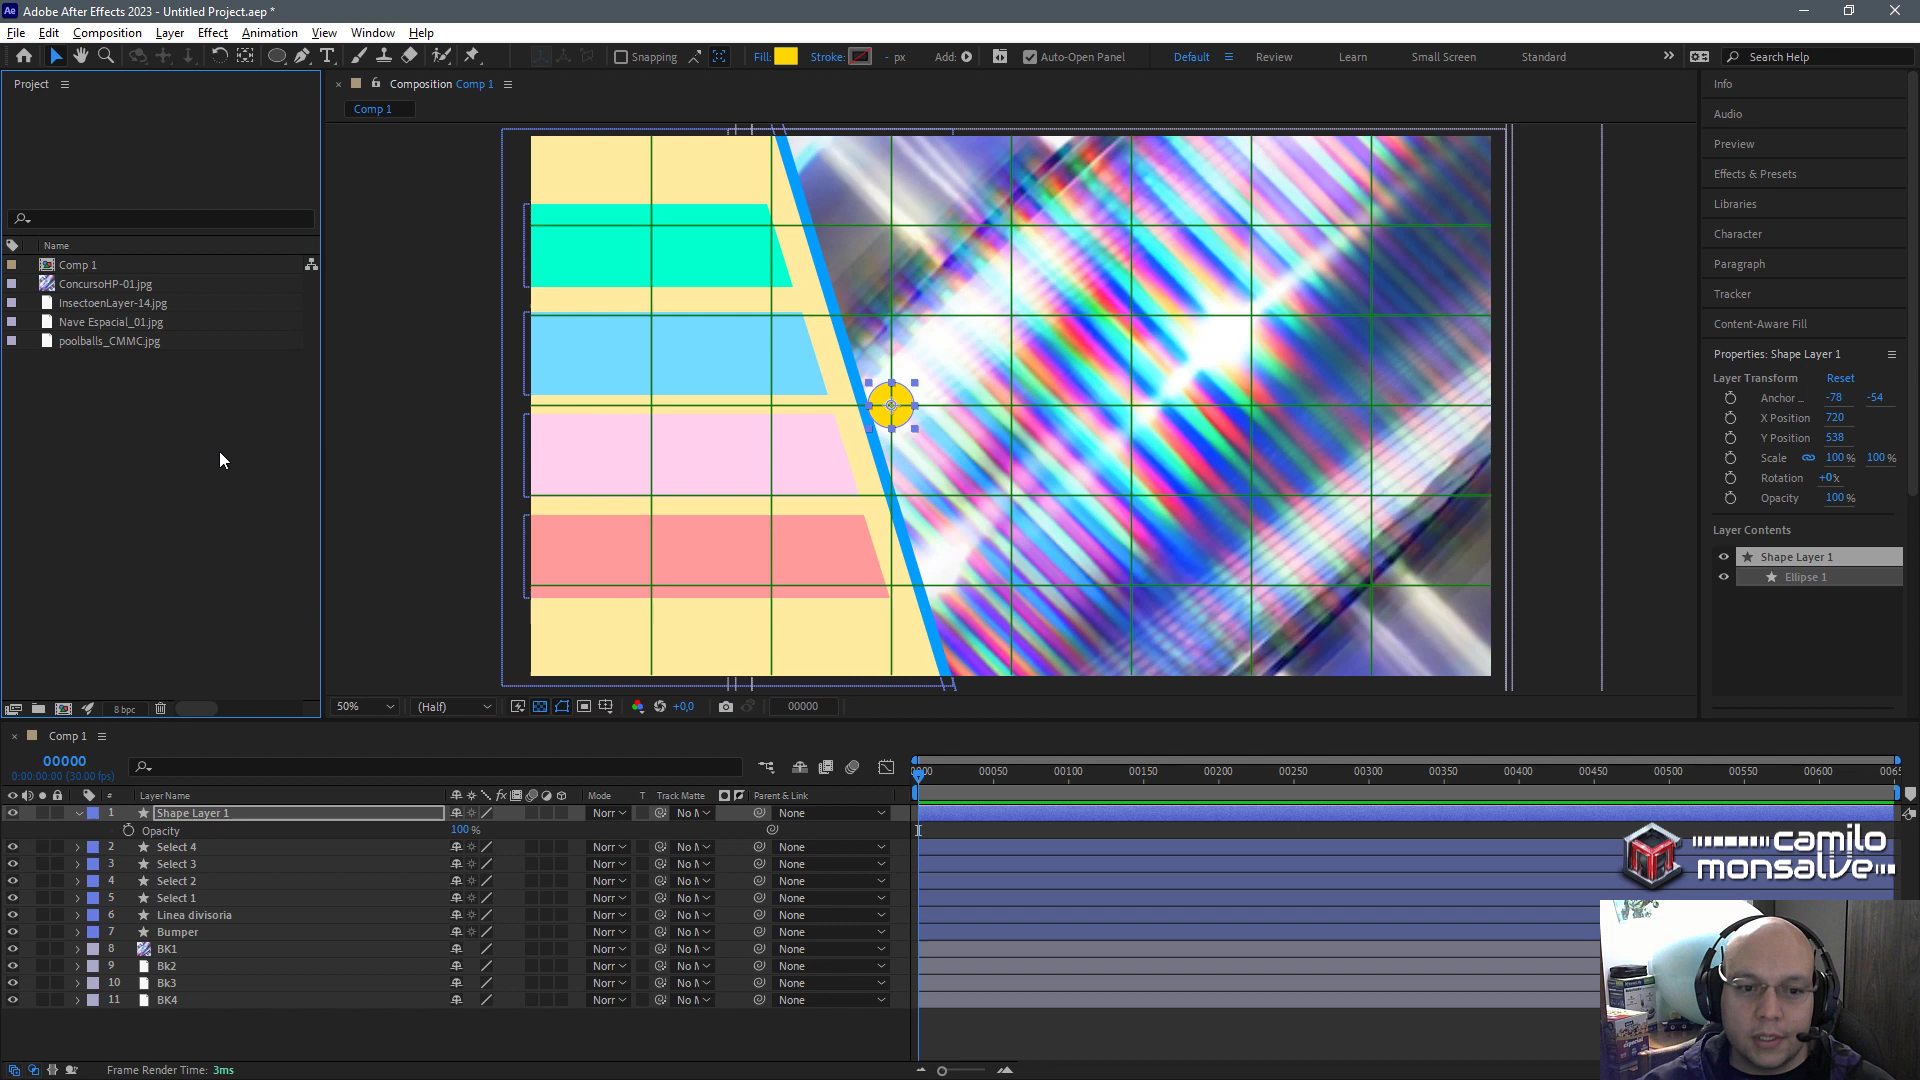 Adobe After Effects 2023 - Untitled Project.aep *
File Edit Composition Layer Effect Animation View Window Help
Snapping Fill: Stroke: - px Add: Auto-Open Panel Default Review Learn Small Screen Standard Search Help
Project
Composition Comp 1
Comp 1
Name
Comp 1
ConcursoHP-01.jpg
InsectoenLayer-14.jpg
Nave Espacial_01.jpg
poolballs_CMMC.jpg
8 bpc
50% (Half) +0,0 00000
Info
Audio
Preview
Effects & Presets
Libraries
Character
Paragraph
Tracker
Content-Aware Fill
Properties: Shape Layer 1
Layer Transform Reset
Anchor .. -78 -54
X Position 720
Y Position 538
Scale 100 % 100 %
Rotation
Opacity 100 %
Layer Contents
Shape Layer 1
Ellipse 1
Comp 1
00000
0:00:00:00 (30.00 fps)
# Layer Name fx Mode T Track Matte Parent & Link
1 Shape Layer 1 Norr No None
Opacity 100 %
2 Select 4 Norr No None
3 Select 3 Norr No None
4 Select 2 Norr No None
5 Select 1 Norr No None
6 Linea divisoria Norr No None
7 Bumper Norr No None
8 BK1 Norr No None
9 Bk2 Norr No None
10 Bk3 Norr No None
11 BK4 Norr No None
0000 00050 00100 00150 00200 00250 00300 00350 00400 00450 00500 00550 00600 0065
camilo
monsalve
Frame Render Time: 3ms